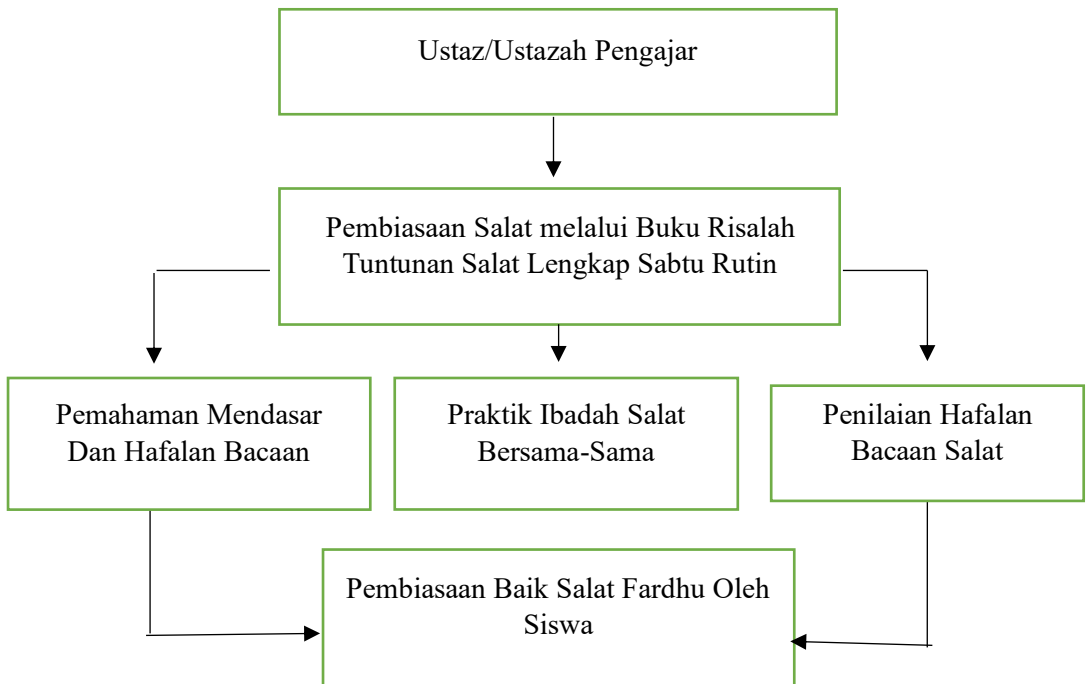 Ustaz/Ustazah Pengajar
Pembiasaan Salat melalui Buku Risalah
Tuntunan Salat Lengkap Sabtu Rutin
Pemahaman Mendasar
Dan Hafalan Bacaan
Praktik Ibadah Salat
Bersama-Sama
Penilaian Hafalan
Bacaan Salat
Pembiasaan Baik Salat Fardhu Oleh
Siswa